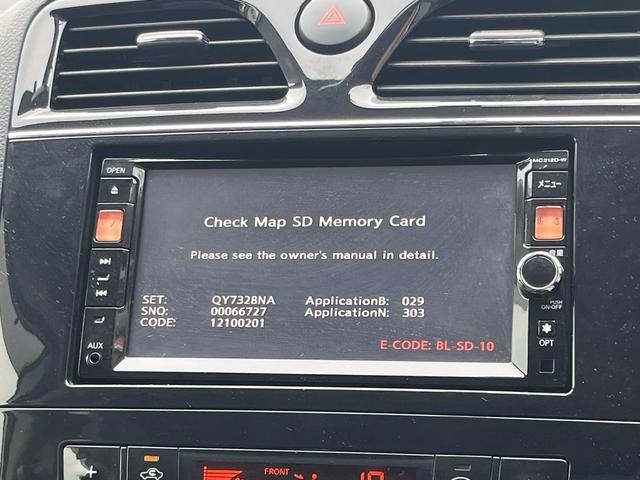 OPEN
MC312D-W
メニュー
Check Map SD Memory Card
Please see the owner's manual in detail.
音量
SET: QY7328NA ApplicationB: 029
SNO: 00066727 ApplicationN: 303
CODE: 12100201
PUSH
ON·OFF
AUX
E-CODE: BL-SD-10
OPT
FRONT